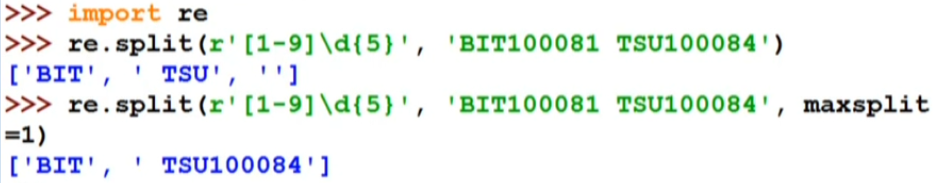 >>> import re
>>> re.split(r'[1-9]\d{5}', 'BIT100081 TSU100084')
['BIT', ' TSU', '']
>>> re.split(r'[1-9]\d{5}', 'BIT100081 TSU100084', maxsplit
=1)
['BIT', ' TSU100084']